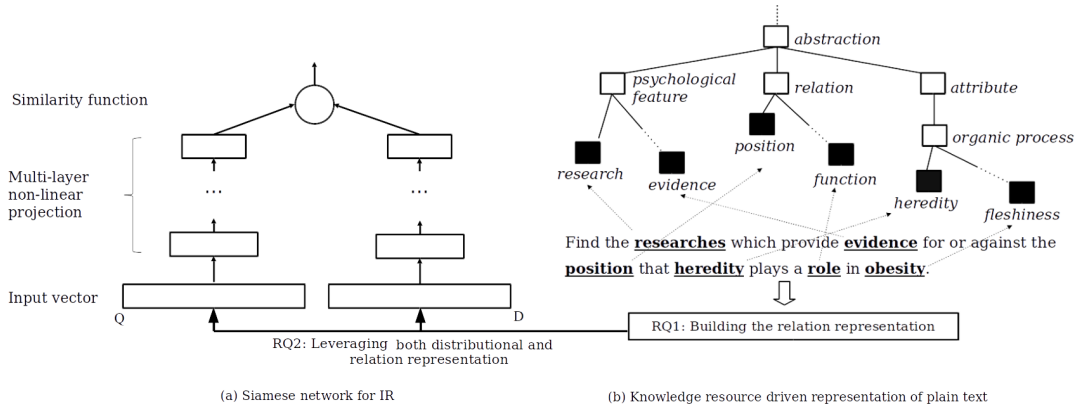 Similarity function
Multi-layer
non-linear
projection
...
...
Input vector
Q
D
RQ2: Leveraging both distributional and
relation representation
(a) Siamese network for IR
abstraction
psychological
feature
relation
attribute
organic process
position
research
evidence
function
heredity
fleshiness
Find the researches which provide evidence for or against the
position that heredity plays a role in obesity.
RQ1: Building the relation representation
(b) Knowledge resource driven representation of plain text